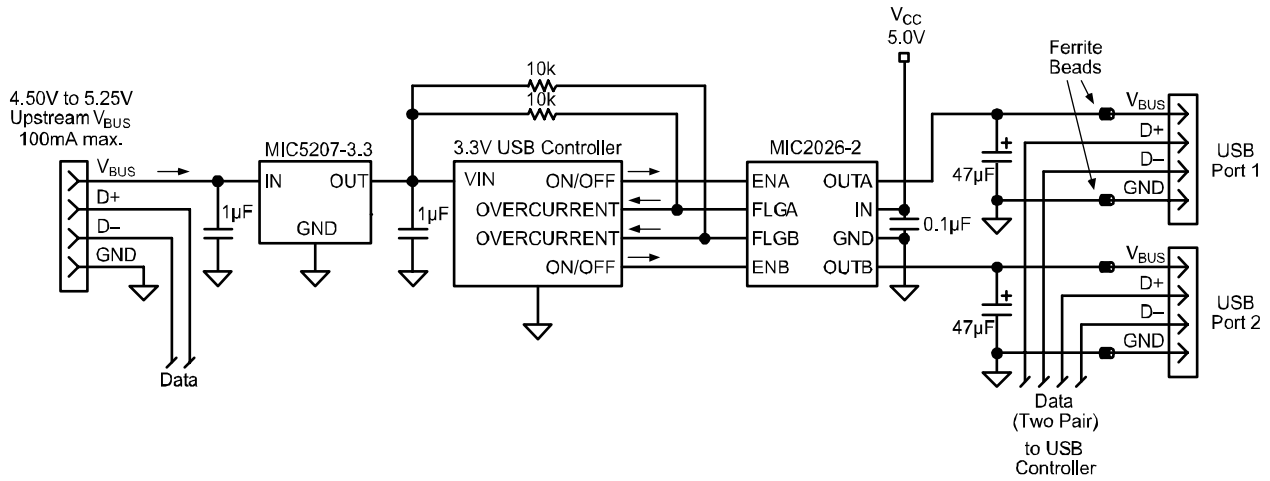 4.50V to 5.25V
Upstream VBUS
100mA max.
VBUS
D+
D–
GND
Data
1µF
MIC5207-3.3
IN
OUT
GND
1µF
10k
10k
3.3V USB Controller
VIN
ON/OFF
OVERCURRENT
OVERCURRENT
ON/OFF
MIC2026-2
ENA
OUTA
FLGA
IN
FLGB
GND
ENB
OUTB
VCC
5.0V
0.1µF
47µF
47µF
Ferrite
Beads
VBUS
D+
D–
GND
USB
Port 1
VBUS
D+
D–
GND
USB
Port 2
Data
(Two Pair)
to USB
Controller